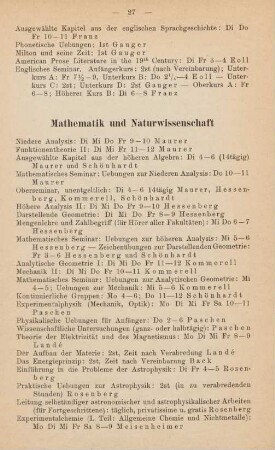 — 27 —
Ausgewählte Kapitel aus der englischen Sprachgeschichte: Di Do
Fr 10–11 Franz
Phonetische Uebungen: 1st Gauger
Milton und seine Zeit: 1st Gauger
American Prose Literature in the 19th Century: Di Fr 3–4 Eoll
Englisches Seminar, Anfängerkurs: 2st (nach Vereinbarung): Unter-
kurs A: Fr 7½–9, Unterkurs B: Do 2½–4 Eoll — Unter-
kurs C: 2st; Unterkurs D: 2st Gauger — Oberkurs A: Fr
6–8; Höherer Kurs B: Di 6–8 Franz
Mathematik und Naturwissenschaft
Niedere Analysis: Di Mi Do Fr 9–10 Maurer
Funktionentheorie II: Di Mi Fr 11–12 Maurer
Ausgewählte Kapitel aus der höheren Algebra: Di 4–6 (14tägig)
Maurer und Schönhardt
Mathematisches Seminar: Uebungen zur Niederen Analysis: Do 10–11
Maurer
Oberseminar, unentgeltlich: Di 4–6 14tägig Maurer, Hessen-
berg, Kommerell, Schönhardt
Höhere Analysis II: Di Mi Do Fr 9–10 Hessenberg
Darstellende Geometrie: Di Mi Do Fr 8–9 Hessenberg
Mengenlehre und Zahlbegriff (für Hörer aller Fakultäten): Mi Do 6–7
Hessenberg
Mathematisches Seminar: Uebungen zur höheren Analysis: Mi 5–6
Hessenberg — Zeichenübungen zur Darstellenden Geometrie:
Fr 3–6 Hessenberg und Schönhardt
Analytische Geometrie I: Di Mi Do Fr 11–12 Kommerell
Mechanik II: Di Mi Do Fr 10–11 Kommerell
Mathematisches Seminar: Uebungen zur Analytischen Geometrie: Mi
4–5; Uebungen zur Mechanik: Mi 5–6 Kommerell
Kontinuierliche Gruppen: Mo 4–6, Do 11–12 Schönhardt
Experimentalphysik (Mechanik, Optik): Mo Di Mi Fr Sa 10–11
Paschen
Physikalische Uebungen für Anfänger: Do 2–6 Paschen
Wissenschaftliche Untersuchungen (ganz- oder halbtägig): Paschen
Theorie der Elektrizität und des Magnetismus: Mo Di Mi Fr 8–9
Landé
Der Aufbau der Materie: 2st, Zeit nach Verabredung Landé
Das Energieprinzip: 2st, Zeit nach Vereinbarung Back
Einführung in die Probleme der Astrophysik: Di Fr 4–5 Rosen-
berg
Praktische Uebungen zur Astrophysik: 2st (in zu verabredenden
Stunden) Rosenberg
Leitung selbständiger astronomischer und astrophysikalischer Arbeiten
(für Fortgeschrittene): täglich, privatissime u. gratis Rosenberg
Experimentalchemie (I. Teil: Allgemeine Chemie und Nichtmetalle):
Mo Di Mi Fr Sa 8–9 Meisenheimer